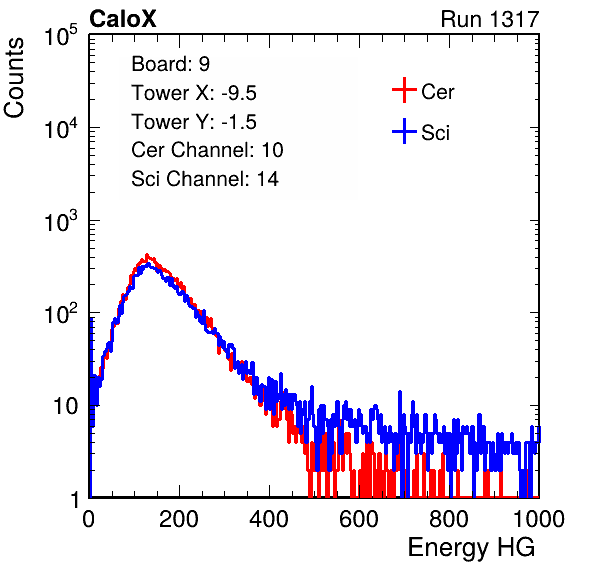 CaloX Run 1317
Counts
10^5
10^4
10^3
10^2
10
1
Board: 9
Tower X: -9.5
Tower Y: -1.5
Cer Channel: 10
Sci Channel: 14
Cer
Sci
0 200 400 600 800 1000
Energy HG